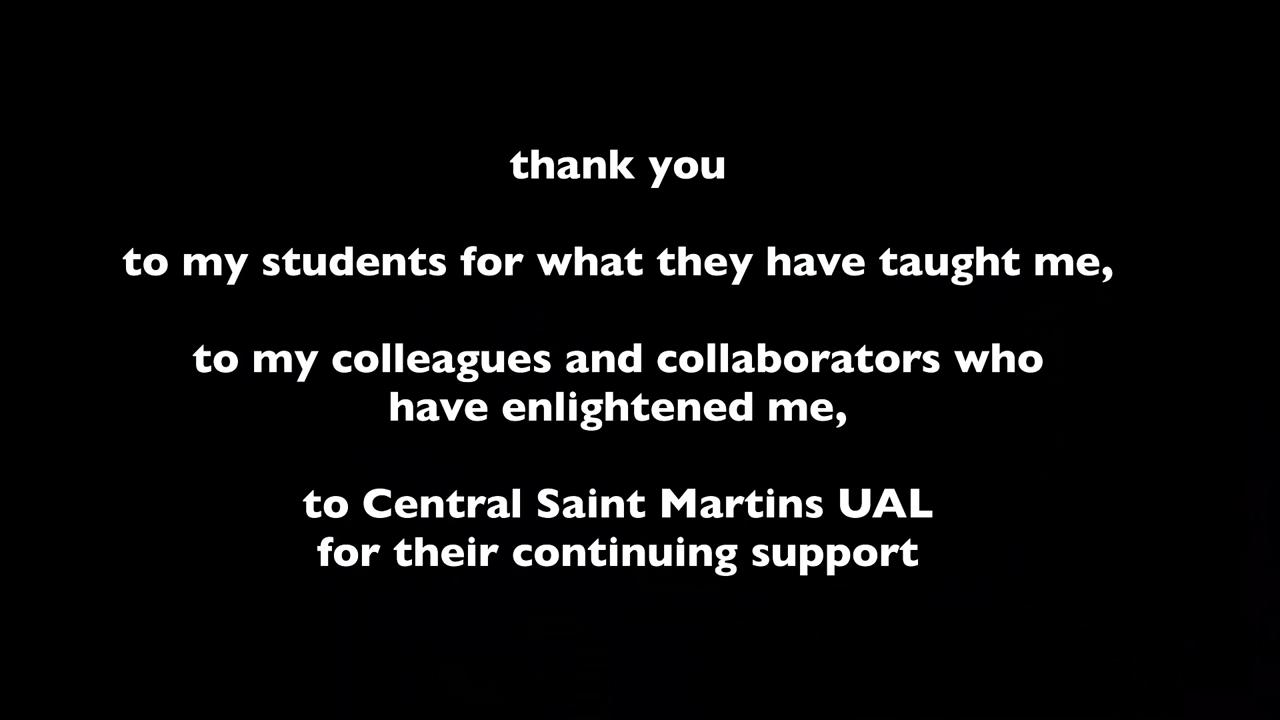 thank you
to my students for what they have taught me,
to my colleagues and collaborators who
have enlightened me,
to Central Saint Martins UAL
for their continuing support